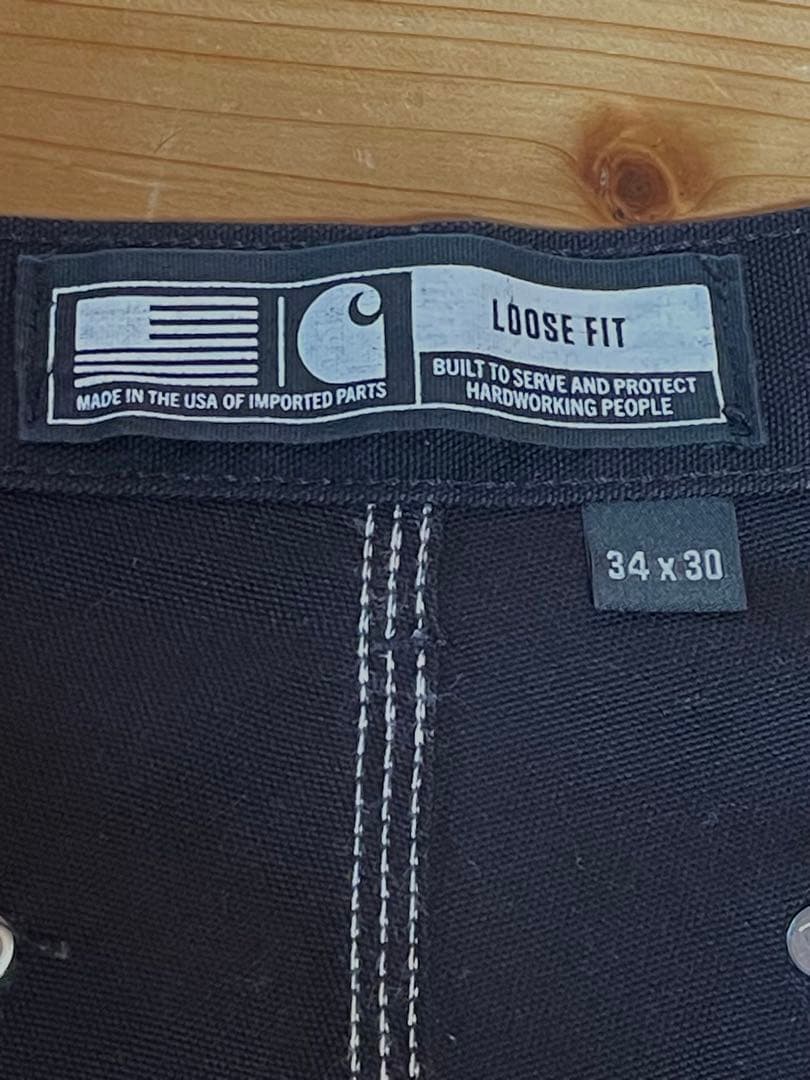 LOOSE FIT
MADE IN THE USA OF IMPORTED PARTS
BUILT TO SERVE AND PROTECT
HARDWORKING PEOPLE
34 x 30